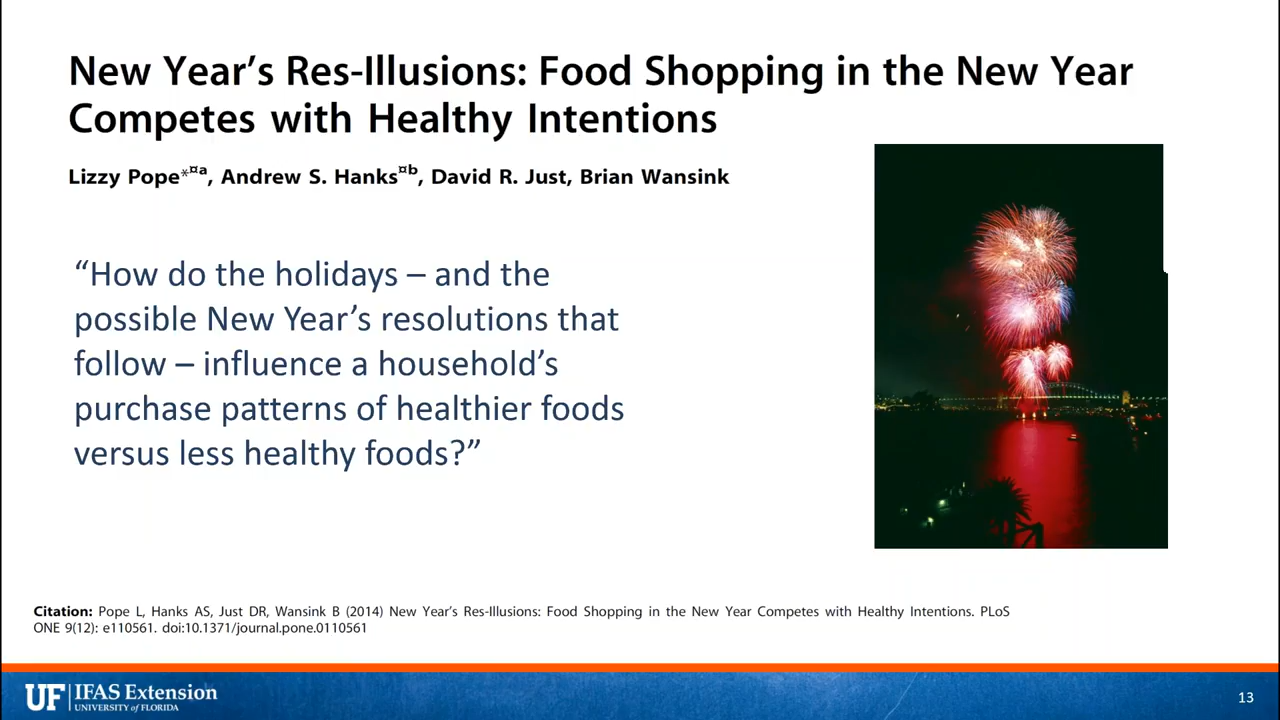 New Year’s Res-Illusions: Food Shopping in the New Year
Competes with Healthy Intentions
Lizzy Pope*¤a, Andrew S. Hanks¤b, David R. Just, Brian Wansink
“How do the holidays – and the
possible New Year’s resolutions that
follow – influence a household’s
purchase patterns of healthier foods
versus less healthy foods?”
Citation: Pope L, Hanks AS, Just DR, Wansink B (2014) New Year’s Res-Illusions: Food Shopping in the New Year Competes with Healthy Intentions. PLoS
ONE 9(12): e110561. doi:10.1371/journal.pone.0110561
UF IFAS Extension
UNIVERSITY of FLORIDA
13